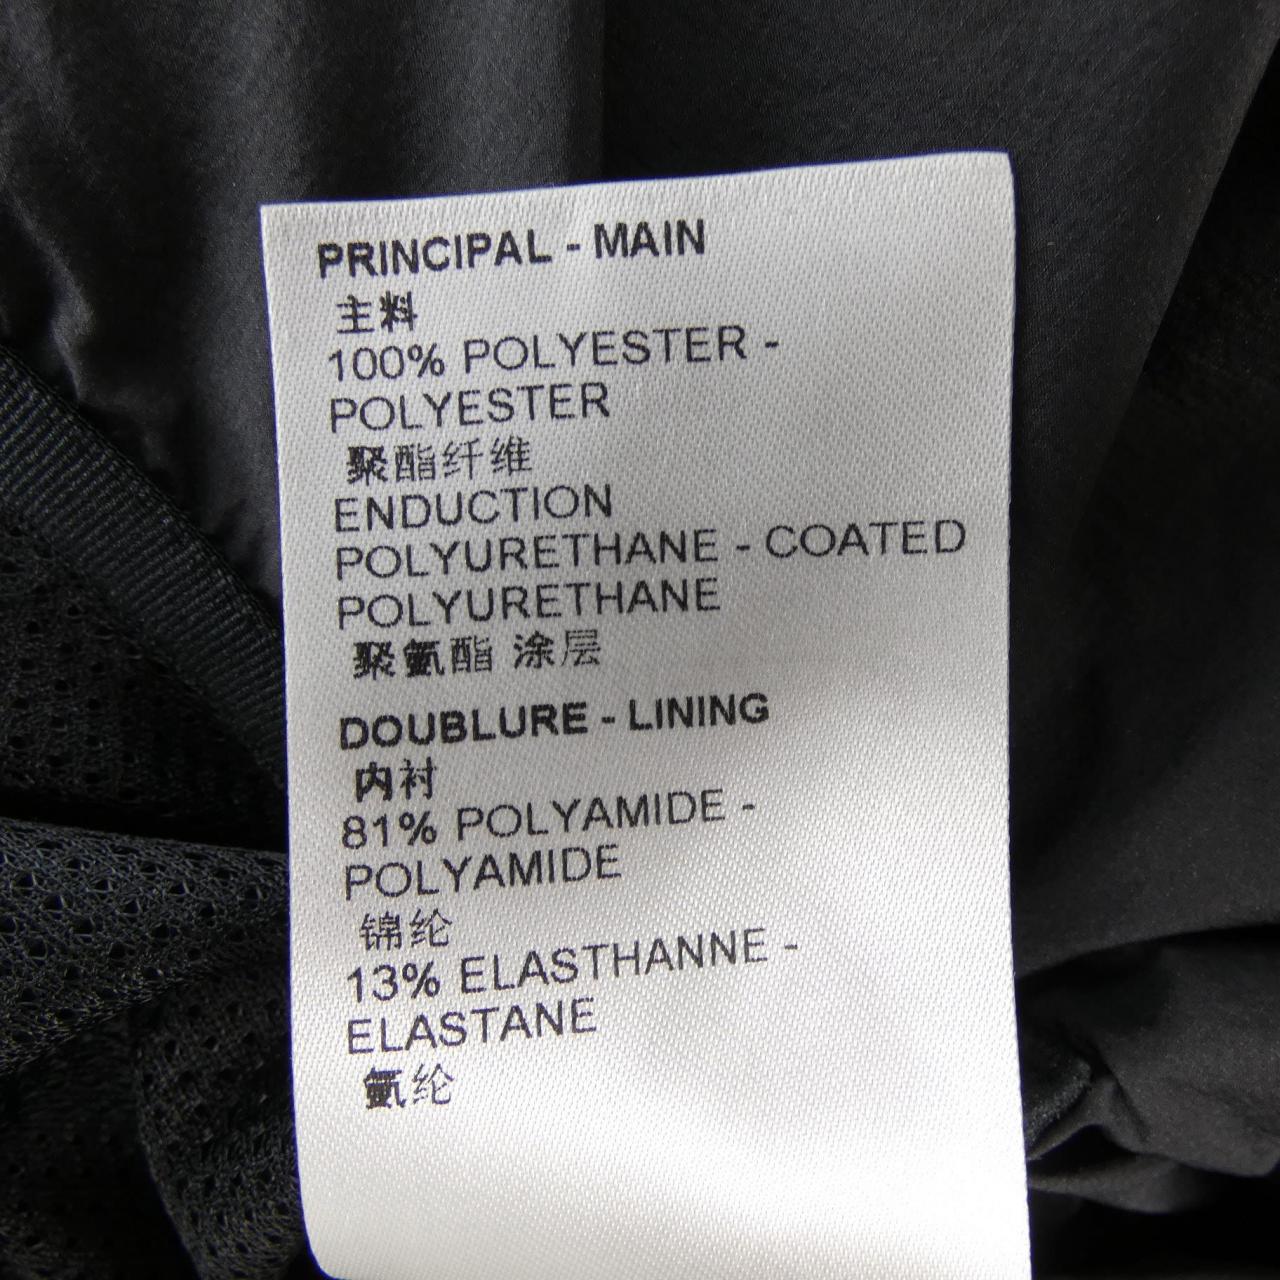 PRINCIPAL - MAIN
主料
100% POLYESTER -
POLYESTER
聚酯纤维
ENDUCTION
POLYURETHANE - COATED
POLYURETHANE
聚氨酯 涂层
DOUBLURE - LINING
内衬
81% POLYAMIDE -
POLYAMIDE
锦纶
13% ELASTHANNE -
ELASTANE
氨纶